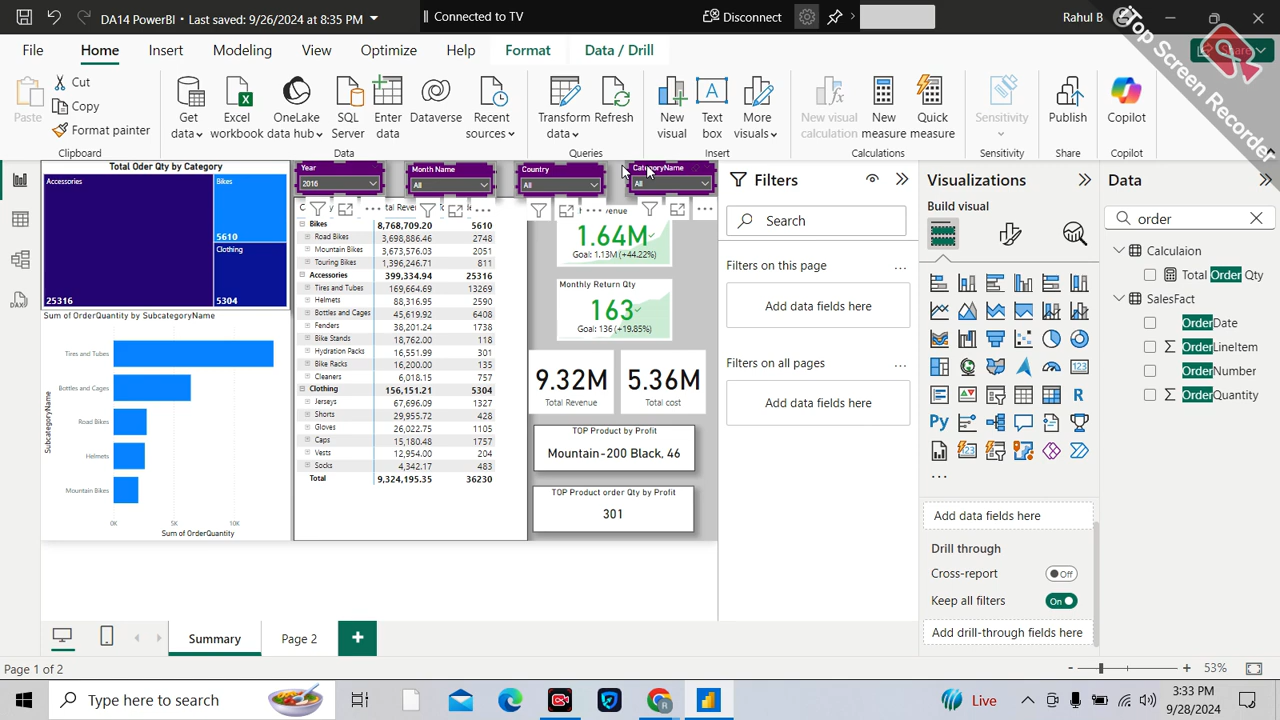 DA14 PowerBI • Last saved: 9/26/2024 at 8:35 PM
Connected to TV
Disconnect
Rahul B
iTop Screen Recorder
File
Home
Insert
Modeling
View
Optimize
Help
Format
Data / Drill
Share
Paste
Cut
Copy
Format painter
Clipboard
Get data
Excel workbook
OneLake data hub
SQL Server
Enter data
Dataverse
Recent sources
Data
Transform data
Refresh
Queries
New visual
Text box
More visuals
Insert
New visual calculation
New measure
Quick measure
Calculations
Sensitivity
Sensitivity
Publish
Share
Copilot
Copilot
Total Oder Qty by Category
Accessories
25316
Bikes
5610
Clothing
5304
Year
2016
Month Name
All
Country
All
CategoryName
All
Sum of OrderQuantity by SubcategoryName
SubcategoryName
Tires and Tubes
Bottles and Cages
Road Bikes
Helmets
Mountain Bikes
0K
5K
10K
Sum of OrderQuantity
Bikes 8,768,709.20 5610
Road Bikes 3,698,886.46 2748
Mountain Bikes 3,673,576.03 2051
Touring Bikes 1,396,246.71 811
Accessories 399,334.94 25316
Tires and Tubes 169,664.69 13269
Helmets 88,316.95 2590
Bottles and Cages 45,619.92 6408
Fenders 38,201.24 1738
Bike Stands 18,762.00 118
Hydration Packs 16,551.99 301
Bike Racks 16,200.00 135
Cleaners 6,018.15 757
Clothing 156,151.21 5304
Jerseys 67,696.09 1327
Shorts 29,955.72 428
Gloves 26,022.75 1105
Caps 15,180.48 1757
Vests 12,954.00 204
Socks 4,342.17 483
Total 9,324,195.35 36230
1.64M
Goal: 1.13M (+44.22%)
Monthly Return Qty
163
Goal: 136 (+19.85%)
9.32M
Total Revenue
5.36M
Total cost
TOP Product by Profit
Mountain-200 Black, 46
TOP Product order Qty by Profit
301
Filters
Search
Filters on this page
Add data fields here
Filters on all pages
Add data fields here
Visualizations
Build visual
Add data fields here
Drill through
Cross-report
Off
Keep all filters
On
Add drill-through fields here
Data
order
Calculaion
Total Order Qty
SalesFact
OrderDate
OrderLineItem
OrderNumber
OrderQuantity
Summary
Page 2
Page 1 of 2
53%
Type here to search
Live
3:33 PM
9/28/2024